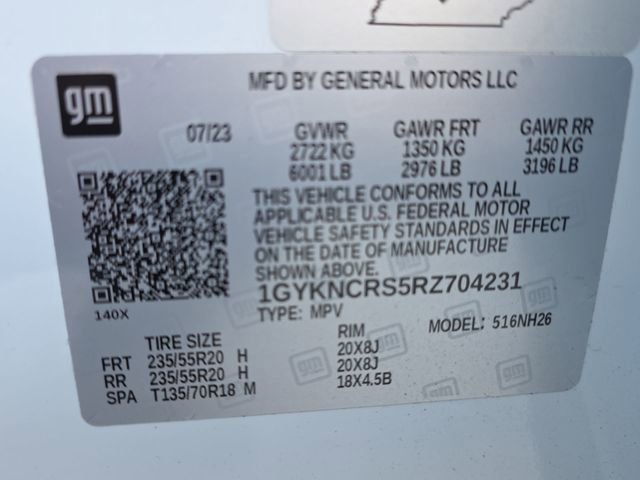 gm
MFD BY GENERAL MOTORS LLC
07/23 GVWR GAWR FRT GAWR RR
2722 KG 1350 KG 1450 KG
6001 LB 2976 LB 3196 LB
THIS VEHICLE CONFORMS TO ALL
APPLICABLE U.S. FEDERAL MOTOR
VEHICLE SAFETY STANDARDS IN EFFECT
ON THE DATE OF MANUFACTURE
SHOWN ABOVE.
1GYKNCRS5RZ704231
140X
TYPE: MPV MODEL: 516NH26
TIRE SIZE RIM
FRT 235/55R20 H 20X8J
RR 235/55R20 H 20X8J
SPA T135/70R18 M 18X4.5B